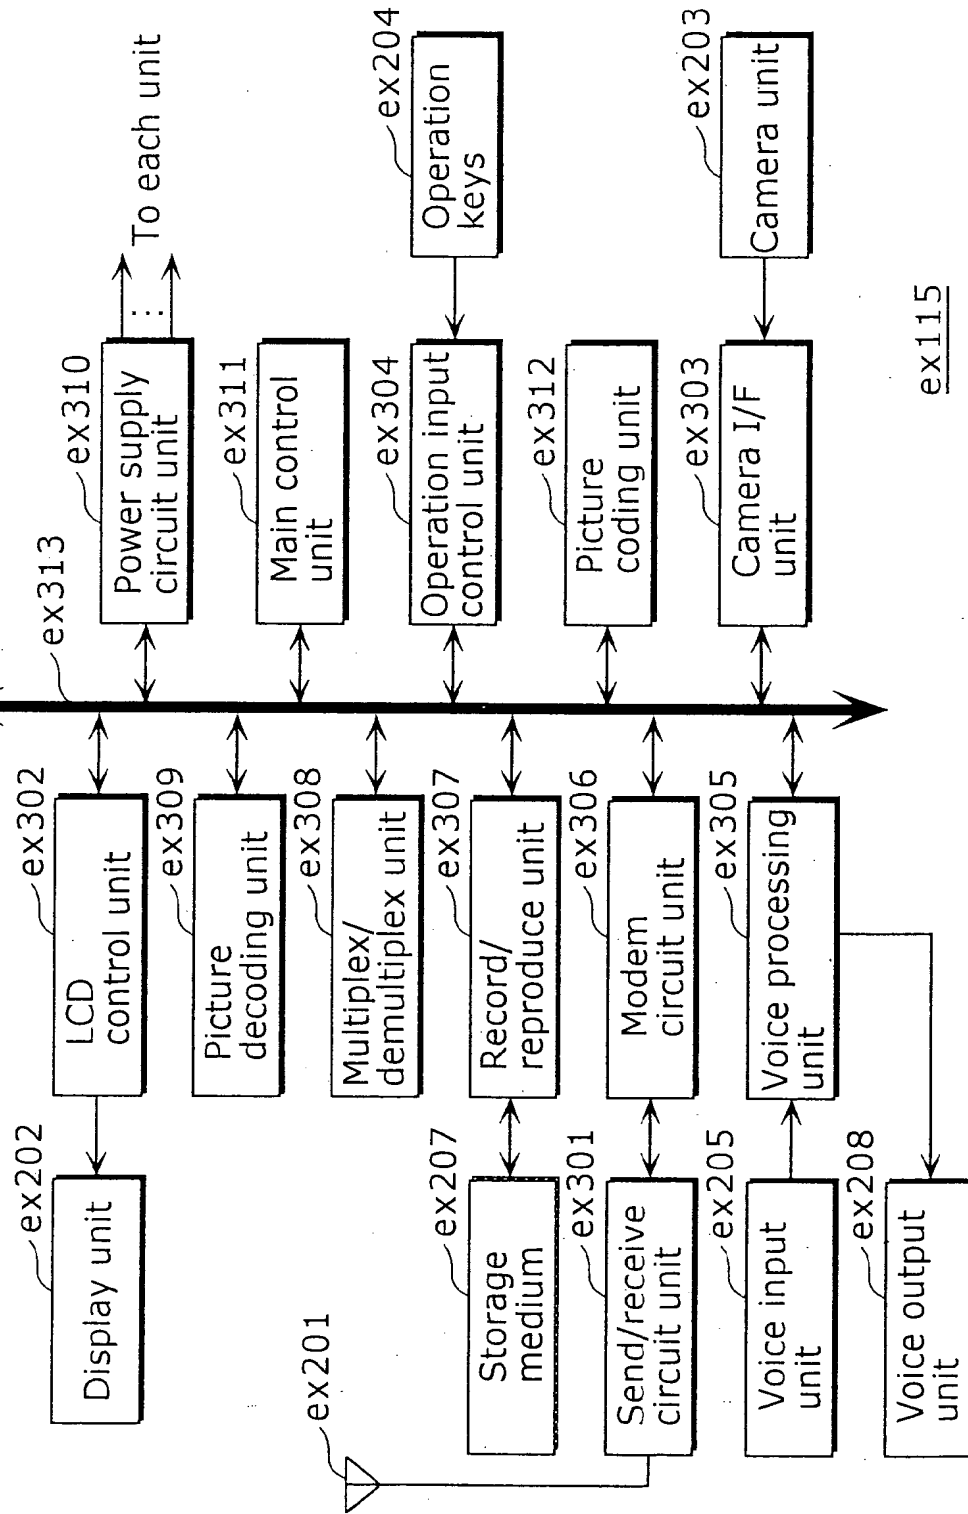 ex201
ex202
Display unit
ex302
LCD
control unit
ex309
Picture
decoding unit
ex308
Multiplex/
demultiplex unit
ex207
Storage
medium
ex307
Record/
reproduce unit
ex301
Send/receive
circuit unit
ex306
Modem
circuit unit
ex205
Voice input
unit
ex305
Voice processing
unit
ex208
Voice output
unit
ex313
ex310
Power supply
circuit unit
To each unit
...
ex311
Main control
unit
ex304
Operation input
control unit
ex204
Operation
keys
ex312
Picture
coding unit
ex303
Camera I/F
unit
ex203
Camera unit
ex115